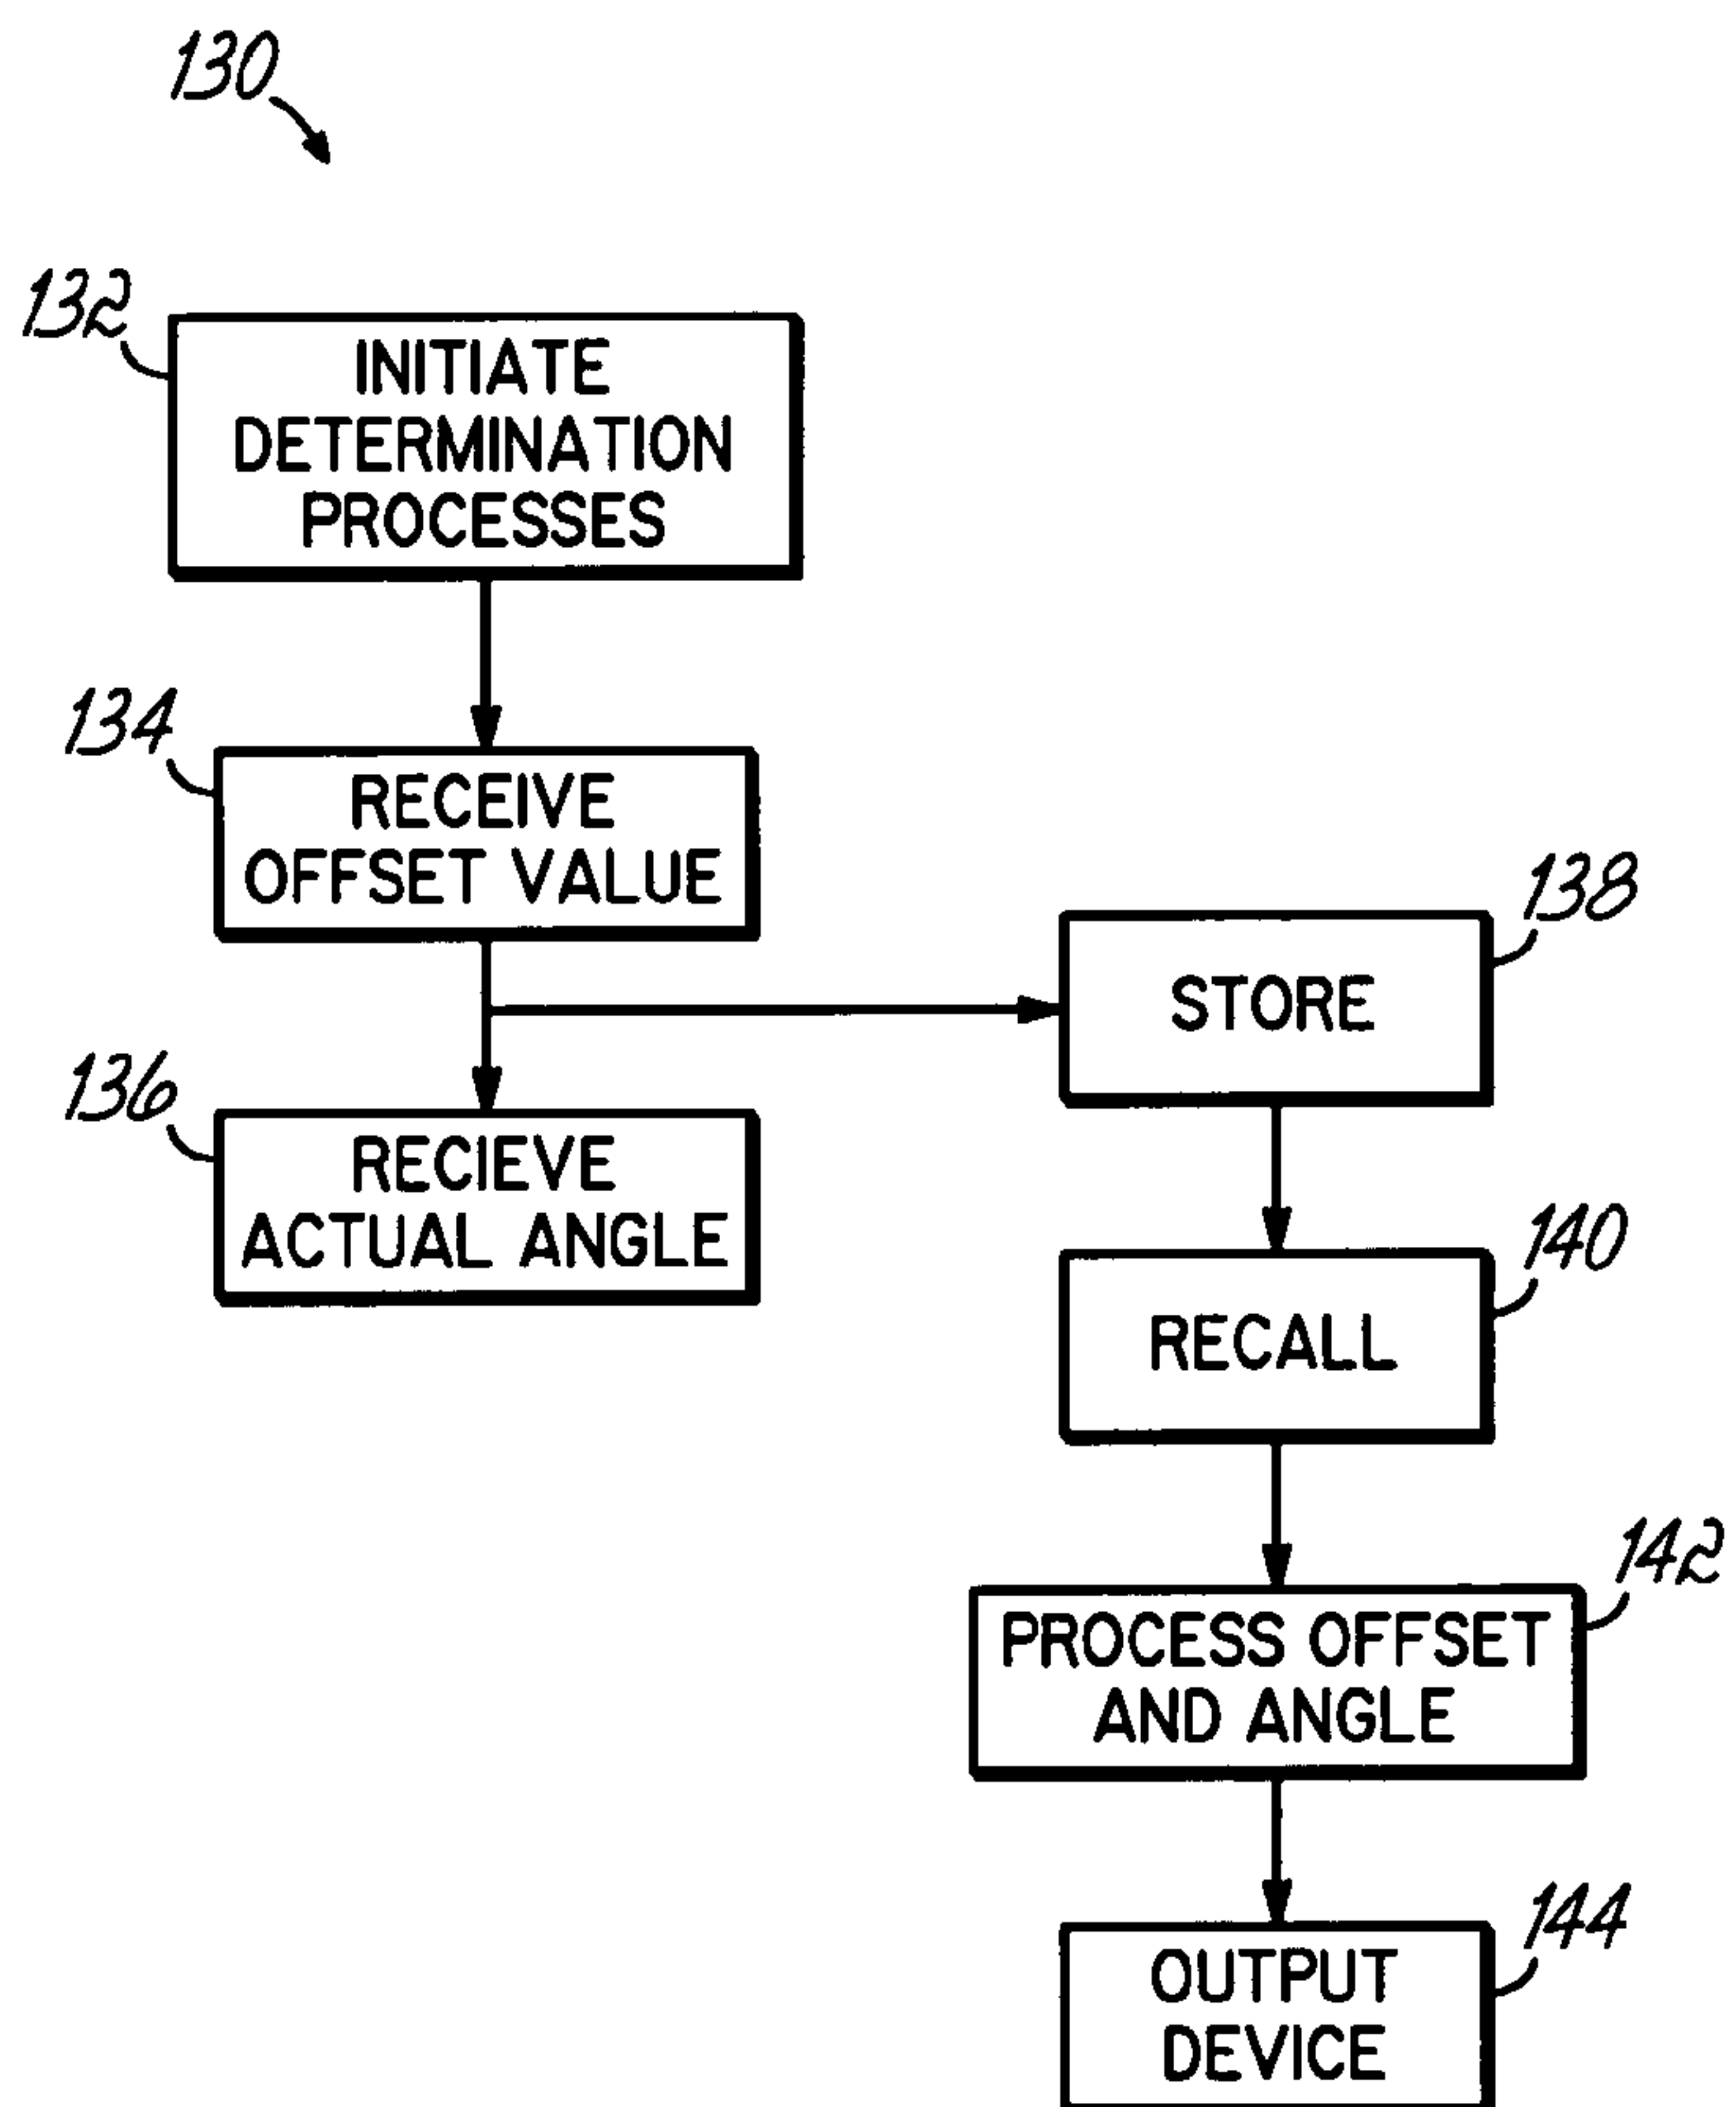 130
132
INITIATE
DETERMINATION
PROCESSES
134
RECEIVE
OFFSET VALUE
138
STORE
136
RECIEVE
ACTUAL ANGLE
140
RECALL
142
PROCESS OFFSET
AND ANGLE
144
OUTPUT
DEVICE